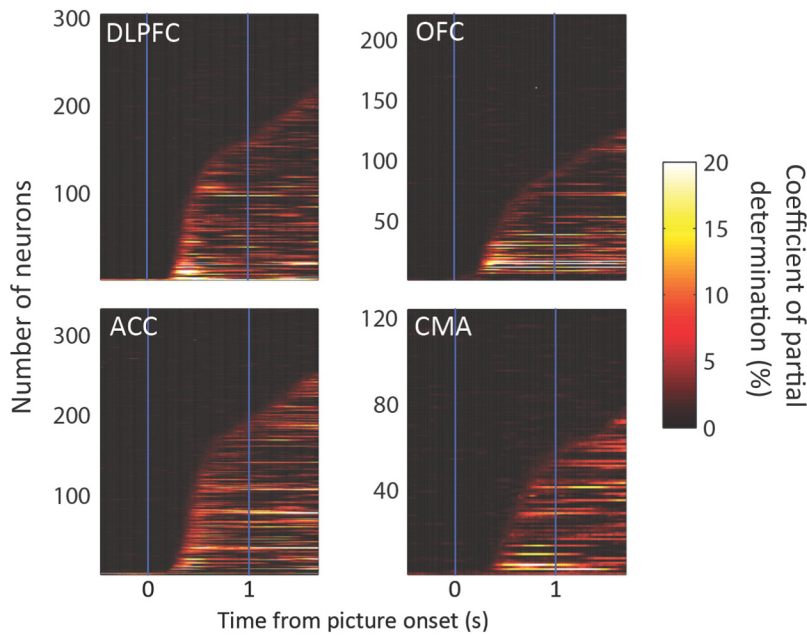 DLPFC
300
200
100
OFC
200
150
100
50
ACC
300
200
100
0
1
CMA
120
80
40
0
1
Number of neurons
Time from picture onset (s)
20
15
10
5
0
Coefficient of partial
determination (%)